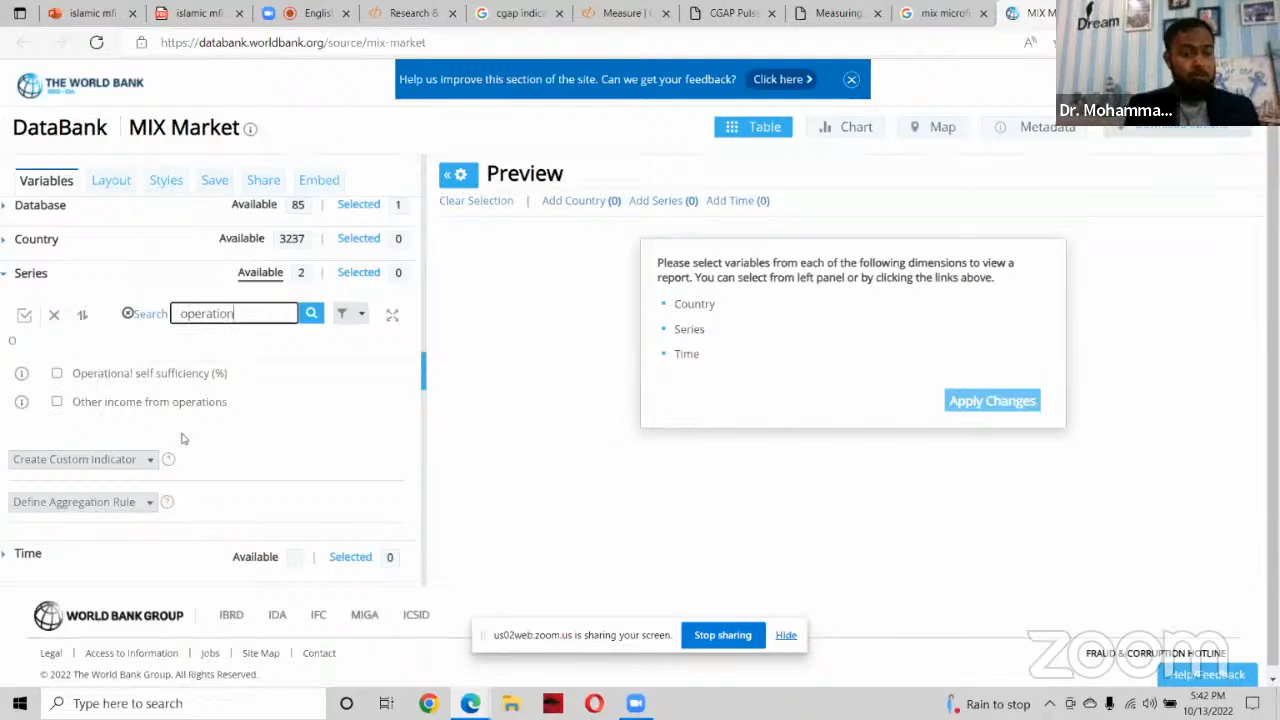 islamic mfi
islamic mfi
English
Research &
cgap indic
Measure | C
CGAP Pulse
Measuring
mix microfi
MIX M
https://databank.worldbank.org/source/mix-market
Dream
Dr. Mohamma...
THE WORLD BANK
IBRD • IDA
Help us improve this section of the site. Can we get your feedback? Click here
DataBank MIX Market
Table Chart Map Metadata
Variables Layout Styles Save Share Embed
Database Available 85 | Selected 1
Country Available 3237 | Selected 0
Series Available 2 | Selected 0
Search operation
O
Operational self sufficiency (%)
Other income from operations
Create Custom Indicator
Define Aggregation Rule
Time Available | Selected 0
Preview
Clear Selection | Add Country (0) Add Series (0) Add Time (0)
Please select variables from each of the following dimensions to view a
report. You can select from left panel or by clicking the links above.
Country
Series
Time
Apply Changes
WORLD BANK GROUP IBRD IDA IFC MIGA ICSID
us02web.zoom.us is sharing your screen. Stop sharing Hide
Legal | Access to Information | Jobs | Site Map | Contact
FRAUD & CORRUPTION HOTLINE
zoom
© 2022 The World Bank Group, All Rights Reserved.
Help/Feedback
Type here to search
Rain to stop
5:42 PM
10/13/2022